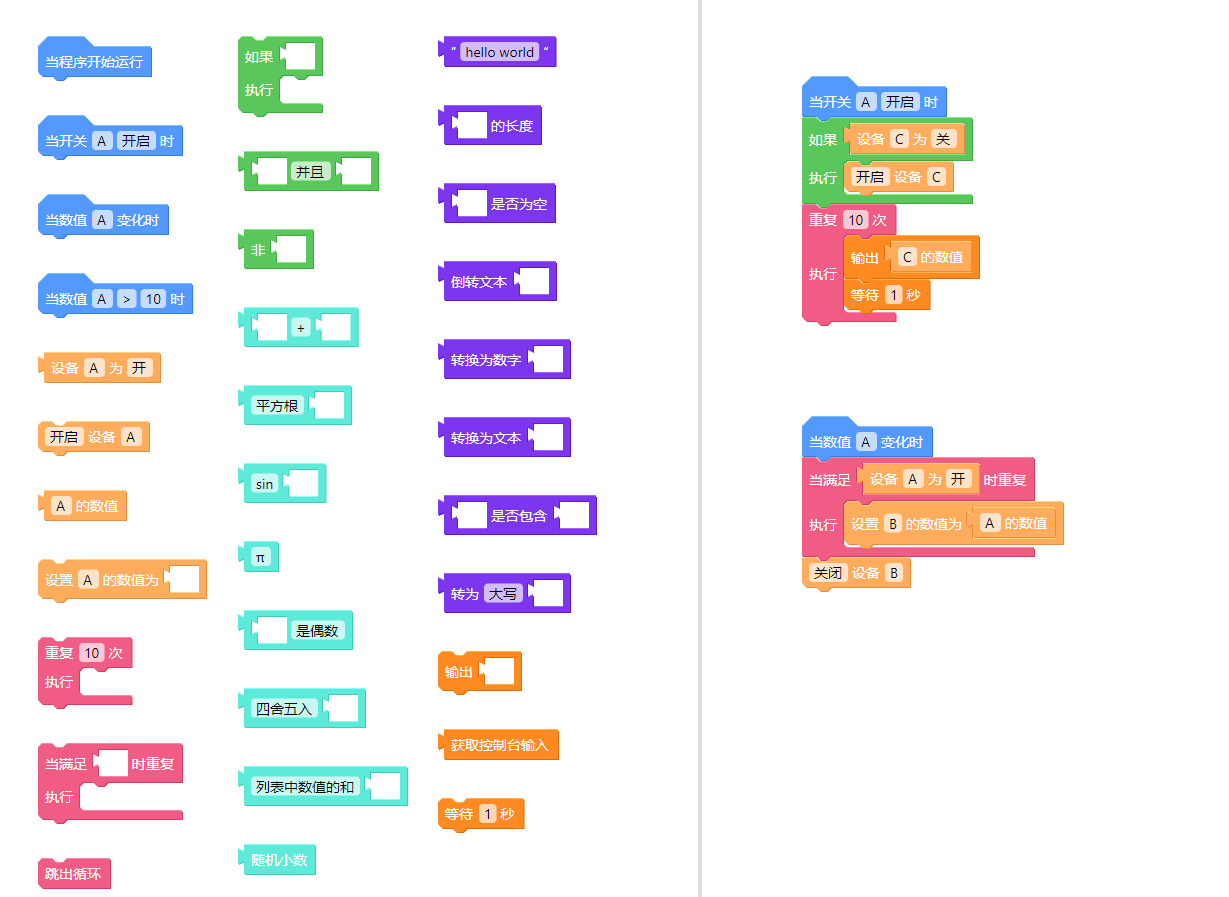 当程序开始运行
当开关 A 开启 时
当数值 A 变化时
当数值 A > 10 时
设备 A 为 开
开启 设备 A
A 的数值
设置 A 的数值为
重复 10 次
执行
当满足 时重复
执行
跳出循环
如果
执行
并且
非
+
平方根
sin
π
是偶数
四舍五入
列表中数值的和
随机小数
“ hello world “
的长度
是否为空
倒转文本
转换为数字
转换为文本
是否包含
转为 大写
输出
获取控制台输入
等待 1 秒
当开关 A 开启 时
如果 设备 C 为 关
执行 开启 设备 C
重复 10 次
输出 C 的数值
执行
等待 1 秒
当数值 A 变化时
当满足 设备 A 为 开 时重复
执行 设置 B 的数值为 A 的数值
关闭 设备 B